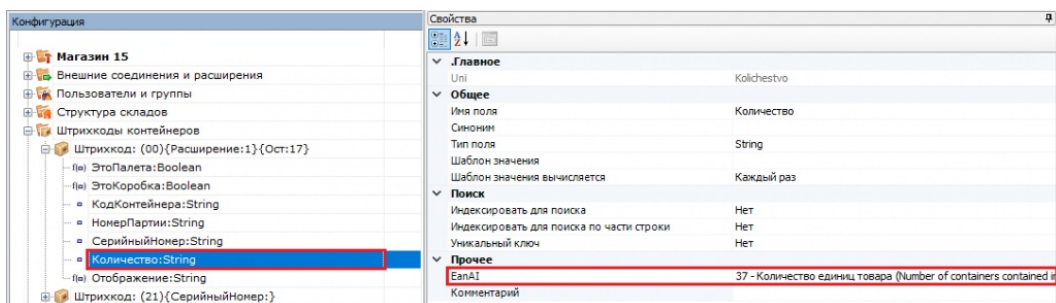 Конфигурация
Магазин 15
Внешние соединения и расширения
Пользователи и группы
Структура складов
Штрихкоды контейнеров
Штрихкод: (00){Расширение:1}{Ост:17}
f(a) ЭтоПалета:Boolean
f(a) ЭтоКоробка:Boolean
КодКонтейнера:String
НомерПартии:String
СерийныйНомер:String
Количество:String
f(a) Отображение:String
Штрихкод: (21){СерийныйНомер:}
Свойства
.Главное
Uni Kolichestvo
Общее
Имя поля Количество
Синоним
Тип поля String
Шаблон значения
Шаблон значения вычисляется Каждый раз
Поиск
Индексировать для поиска Нет
Индексировать для поиска по части строки Нет
Уникальный ключ Нет
Прочее
EanAI 37 - Количество единиц товара (Number of containers contained in
Комментарий